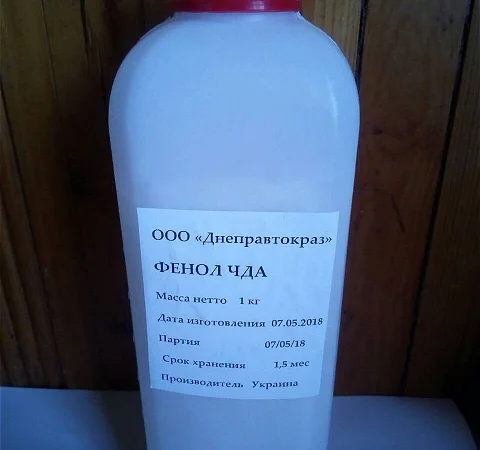 ООО «Днеправтокраз»
ФЕНОЛ ЧДА
Масса нетто 1 кг
Дата изготовления 07.05.2018
Партия 07/05/18
Срок хранения 1,5 мес
Производитель Украина